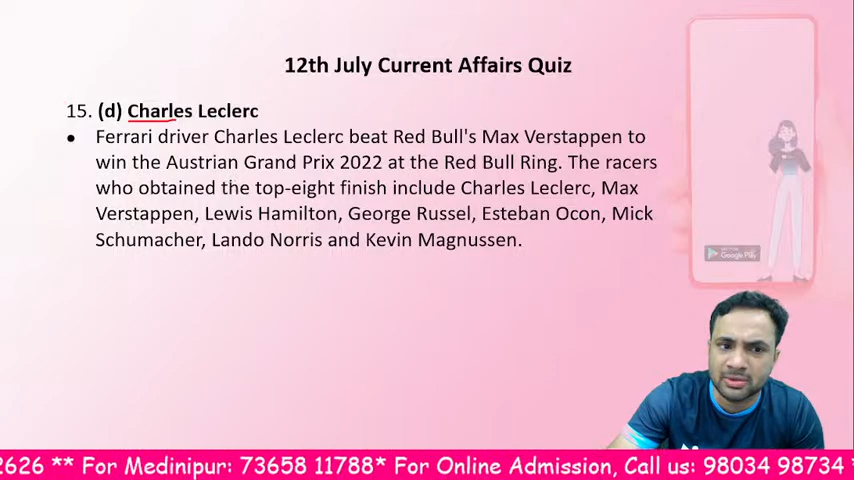 12th July Current Affairs Quiz
15. (d) Charles Leclerc
• Ferrari driver Charles Leclerc beat Red Bull's Max Verstappen to
win the Austrian Grand Prix 2022 at the Red Bull Ring. The racers
who obtained the top-eight finish include Charles Leclerc, Max
Verstappen, Lewis Hamilton, George Russel, Esteban Ocon, Mick
Schumacher, Lando Norris and Kevin Magnussen.
Google Play
2626 ** For Medinipur: 73658 11788* For Online Admission, Call us: 98034 98734 *